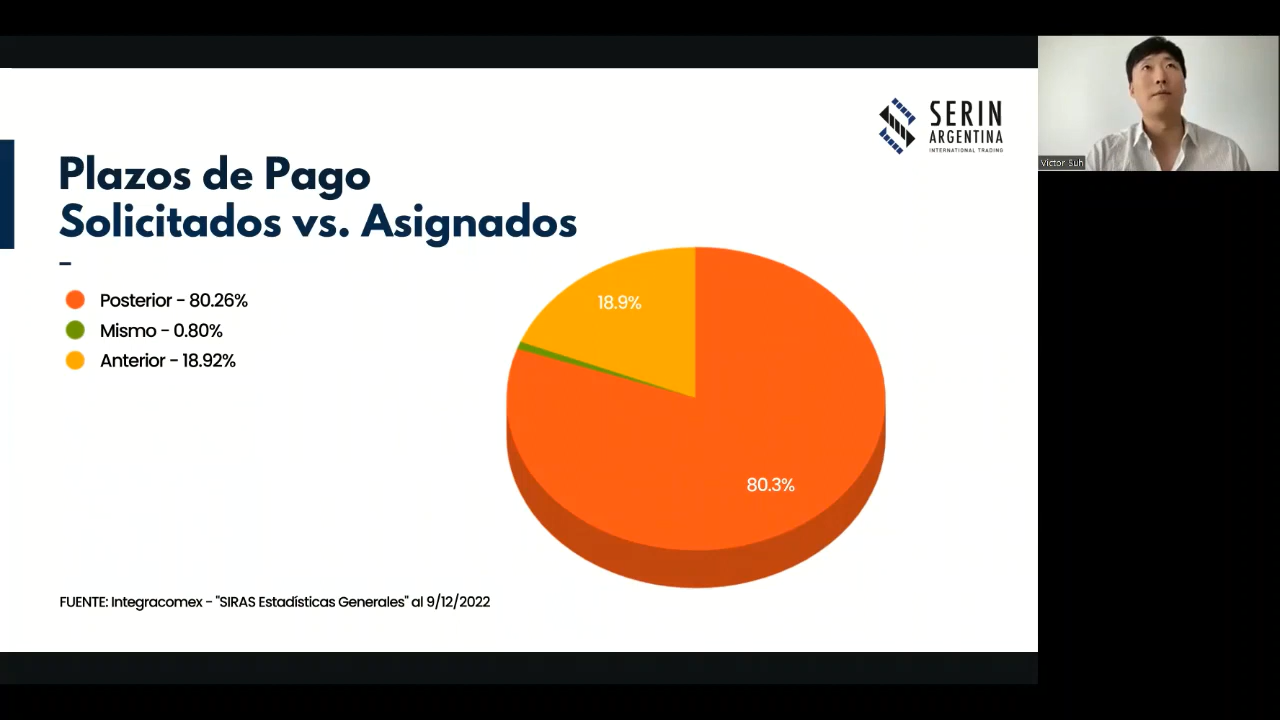 SERIN
ARGENTINA
INTERNATIONAL TRADING
Victor Suh
Plazos de Pago
Solicitados vs. Asignados
Posterior - 80.26%
Mismo - 0.80%
Anterior - 18.92%
18.9%
80.3%
FUENTE: Integracomex - "SIRAS Estadísticas Generales" al 9/12/2022